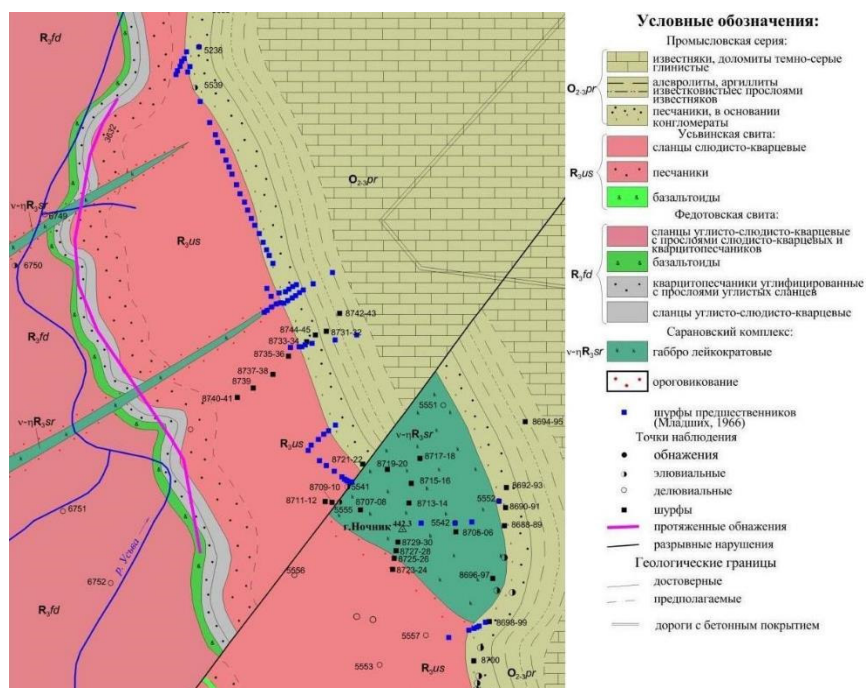 R₃fd
5238
5539
3632
O₂₋₃pr
ν-ηR₃sr
6749
R₃us
6750
8742-43
8744-45
8731-32
8733-34
R₃fd
8735-36
8737-38
8739
8740-41
ν-ηR₃sr
5551
8694-95
ν-ηR₃sr
R₃us
8721-22
8717-18
8719-20
8709-10
5541
8715-16
8692-93
8711-12
8707-08
8713-14
5552
8690-91
5555
6751
г.Ночник
442,3
5542
8688-89
8729-30
8727-28
8725-26
8723-24
р. Усьва
5556
8696-97
6752
R₃fd
8698-99
5557
5553
8700
R₃us
O₂₋₃pr
Условные обозначения:
Промысловская серия:
известняки, доломиты темно-серые
глинистые
O₂₋₃pr
алевролиты, аргиллиты
известковистыес прослоями
известняков
песчаники, в основании
конгломераты
Усьвинская свита:
сланцы слюдисто-кварцевые
R₃us
песчаники
базальтоиды
Федотовская свита:
сланцы углисто-слюдисто-кварцевые
с прослоями слюдисто-кварцевых и
кварцитопесчаников
R₃fd
базальтоиды
кварцитопесчаники углифицированные
с прослоями углистых сланцев
сланцы углисто-слюдисто-кварцевые
Сарановский комплекс:
ν-ηR₃sr
габбро лейкократовые
ороговикование
шурфы предшественников
(Младших, 1966)
Точки наблюдения
обнажения
элювиальные
делювиальные
шурфы
протяженные обнажения
разрывные нарушения
Геологические границы
достоверные
предполагаемые
дороги с бетонным покрытием